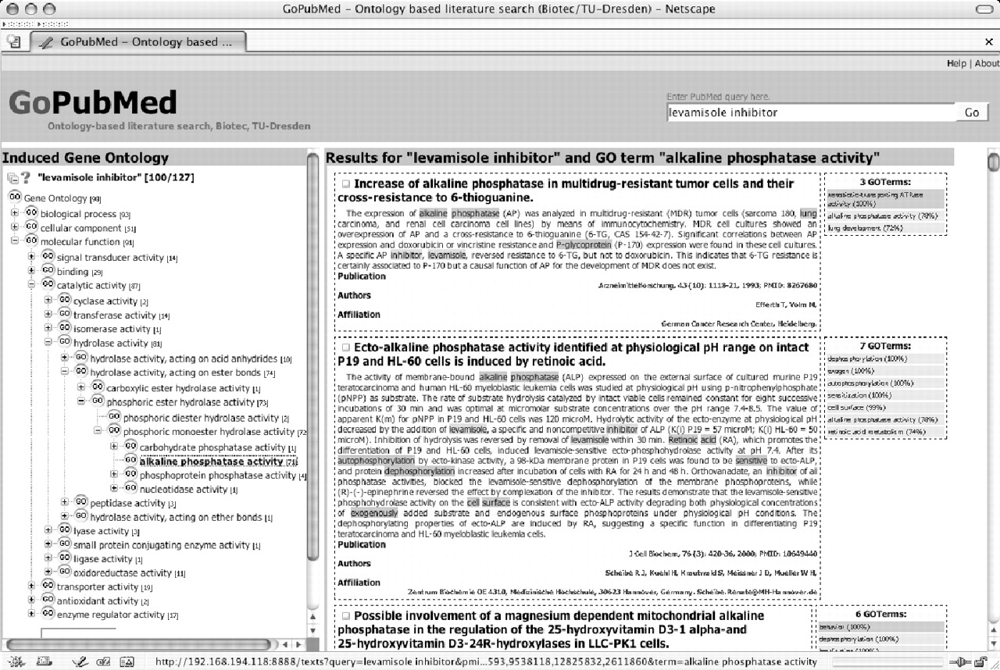 GoPubMed – Ontology based literature search (Biotec/TU-Dresden) – Netscape
GoPubMed – Ontology based ...
Help | About
GoPubMed
Ontology-based literature search, Biotec, TU-Dresden
Enter PubMed query here.
levamisole inhibitor
Go
Induced Gene Ontology
"levamisole inhibitor" [100/127]
GO Gene Ontology [98]
GO biological process [93]
GO cellular component [51]
GO molecular function [91]
GO signal transducer activity [14]
GO binding [29]
GO catalytic activity [87]
GO cyclase activity [2]
GO transferase activity [14]
GO isomerase activity [1]
GO hydrolase activity [81]
GO hydrolase activity, acting on acid anhydrides [10]
GO hydrolase activity, acting on ester bonds [74]
GO carboxylic ester hydrolase activity [1]
GO phosphoric ester hydrolase activity [73]
GO phosphoric diester hydrolase activity [2]
GO phosphoric monoester hydrolase activity [72
GO carbohydrate phosphatase activity [1]
GO alkaline phosphatase activity [71]
GO phosphoprotein phosphatase activity [4]
GO nucleotidase activity [1]
GO peptidase activity [3]
GO hydrolase activity, acting on ether bonds [1]
GO lyase activity [3]
GO small protein conjugating enzyme activity [1]
GO ligase activity [1]
GO oxidoreductase activity [11]
GO transporter activity [19]
GO antioxidant activity [2]
GO enzyme regulator activity [17]
Results for "levamisole inhibitor" and GO term "alkaline phosphatase activity"
Increase of alkaline phosphatase in multidrug-resistant tumor cells and their
cross-resistance to 6-thioguanine.
The expression of alkaline phosphatase (AP) was analyzed in multidrug-resistant (MDR) tumor cells (sarcoma 180, lung
carcinoma, and renal cell carcinoma cell lines) by means of immunocytochemistry. MDR cell cultures showed an
overexpression of AP and a cross-resistance to 6-thioguanine (6-TG, CAS 154-42-7). Significant correlations between AP
expression and doxorubicin or vincristine resistance and P-glycoprotein (P-170) expression were found in these cell cultures.
A specific AP inhibitor, levamisole, reversed resistance to 6-TG, but not to doxorubicin. This indicates that 6-TG resistance is
certainly associated to P-170 but a causal function of AP for the development of MDR does not exist.
Publication
Arzneimittelforschung, 43 (10): 1118-21, 1993; PMID: 8267680
Authors
Efferth T, Volm M,
Affiliation
German Cancer Research Center, Heidelberg.
3 GOTerms:
xenobiotic-transporting ATPase
activity (100%)
alkaline phosphatase activity (78%)
lung development (72%)
Ecto-alkaline phosphatase activity identified at physiological pH range on intact
P19 and HL-60 cells is induced by retinoic acid.
The activity of membrane-bound alkaline phosphatase (ALP) expressed on the external surface of cultured murine P19
teratocarcinoma and human HL-60 myeloblastic leukemia cells was studied at physiological pH using p-nitrophenylphosphate
(pNPP) as substrate. The rate of substrate hydrolysis catalyzed by intact viable cells remained constant for eight successive
incubations of 30 min and was optimal at micromolar substrate concentrations over the pH range 7.4-8.5. The value of
apparent K(m) for pNPP in P19 and HL-60 cells was 120 microM. Hydrolytic activity of the ecto-enzyme at physiological pH
decreased by the addition of levamisole, a specific and noncompetitive inhibitor of ALP (K(i) P19 = 57 microM; K(i) HL-60 = 50
microM). Inhibition of hydrolysis was reversed by removal of levamisole within 30 min. Retinoic acid (RA), which promotes the
differentiation of P19 and HL-60 cells, induced levamisole-sensitive ecto-phosphohydrolase activity at pH 7.4. After its
autophosphorylation by ecto-kinase activity, a 98-kDa membrane protein in P19 cells was found to be sensitive to ecto-ALP,
and protein dephosphorylation increased after incubation of cells with RA for 24 h and 48 h. Orthovanadate, an inhibitor of all
phosphatase activities, blocked the levamisole-sensitive dephosphorylation of the membrane phosphoproteins, while
(R)-(-)-epinephrine reversed the effect by complexation of the inhibitor. The results demonstrate that the levamisole-sensitive
phosphohydrolase activity on the cell surface is consistent with ecto-ALP activity degrading both physiological concentrations
of exogenously added substrate and endogenous surface phosphoproteins under physiological pH conditions. The
dephosphorylating properties of ecto-ALP are induced by RA, suggesting a specific function in differentiating P19
teratocarcinoma and HL-60 myeloblastic leukemia cells.
Publication
J Cell Biochem, 76 (3): 420-36, 2000; PMID: 10649440
Authors
Scheibe R J, Kuehl H, Krautwald S, Meissner J D, Mueller W H,
Affiliation
Zentrum Biochemie OE 4310, Medizinische Hochschule, 30623 Hannover, Germany. Scheibe.Renate@MH-Hannover.de
7 GOTerms:
dephosphorylation (100%)
exogen (100%)
autophosphorylation (100%)
sensitization (100%)
cell surface (99%)
alkaline phosphatase activity (78%)
retinoic acid metabolism (74%)
Possible involvement of a magnesium dependent mitochondrial alkaline
phosphatase in the regulation of the 25-hydroxyvitamin D3-1 alpha-and
25-hydroxyvitamin D3-24R-hydroxylases in LLC-PK1 cells.
6 GOTerms:
behavior (100%)
dephosphorylation (100%)
http://192.168.194.118:8888/texts?query=levamisole inhibitor&pmi...593,9538118,12825832,2611860&term=alkaline phosphatase activity